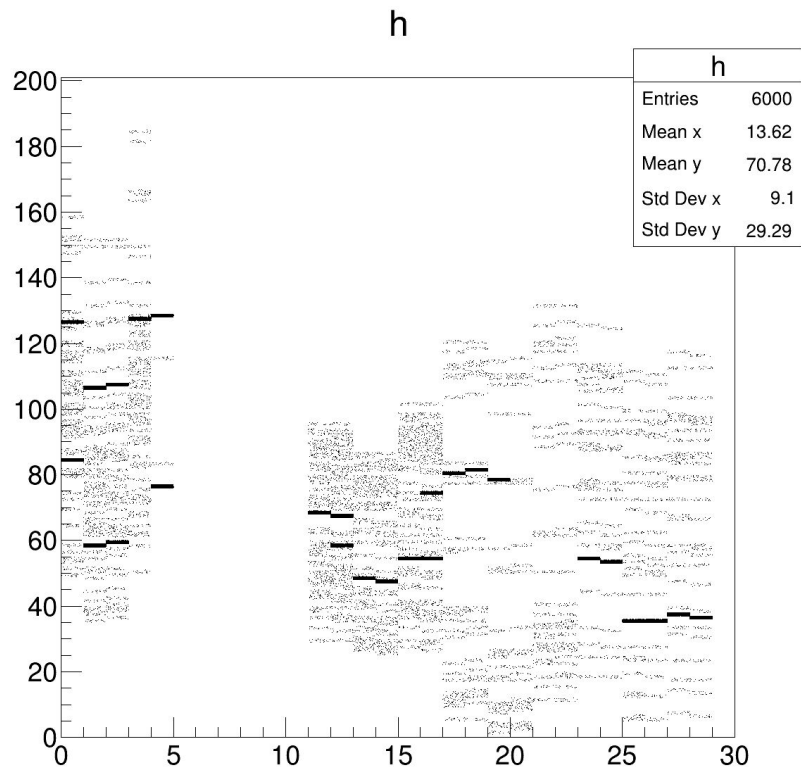 h
h
Entries 6000
Mean x 13.62
Mean y 70.78
Std Dev x 9.1
Std Dev y 29.29
200
180
160
140
120
100
80
60
40
20
0
0 5 10 15 20 25 30